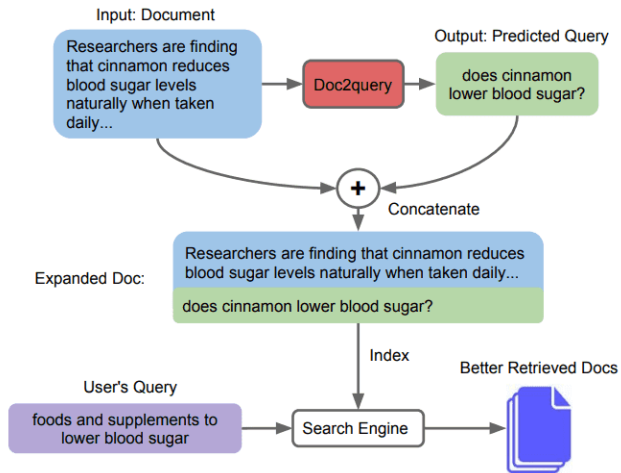 Input: Document
Output: Predicted Query
Researchers are finding
that cinnamon reduces
blood sugar levels
naturally when taken
daily...
Doc2query
does cinnamon
lower blood sugar?
+
Concatenate
Expanded Doc:
Researchers are finding that cinnamon reduces
blood sugar levels naturally when taken daily...
does cinnamon lower blood sugar?
Index
User's Query
Better Retrieved Docs
foods and supplements to
lower blood sugar
Search Engine